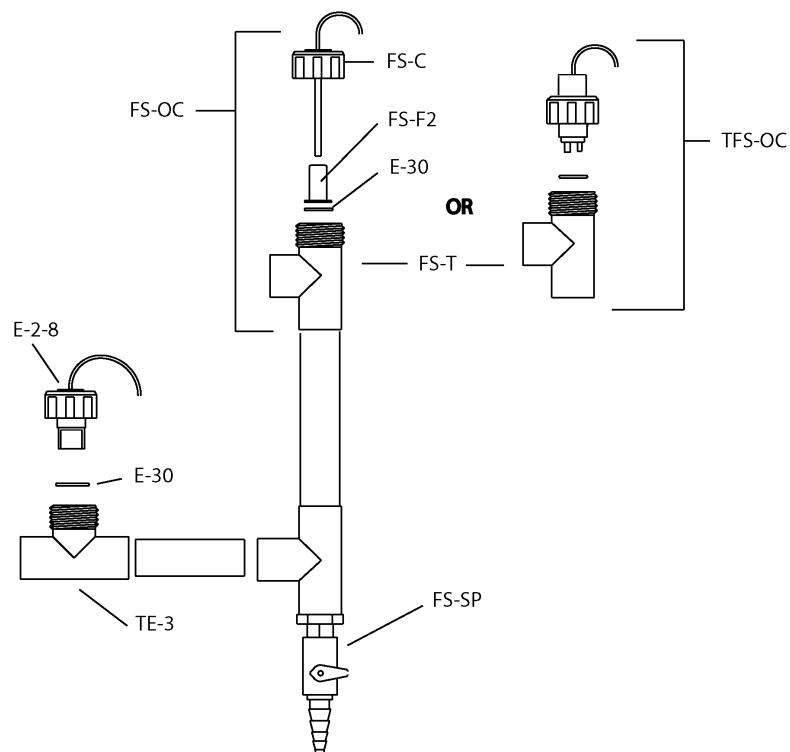 FS-C
FS-OC
FS-F2
TFS-OC
E-30
OR
FS-T
E-2-8
E-30
FS-SP
TE-3